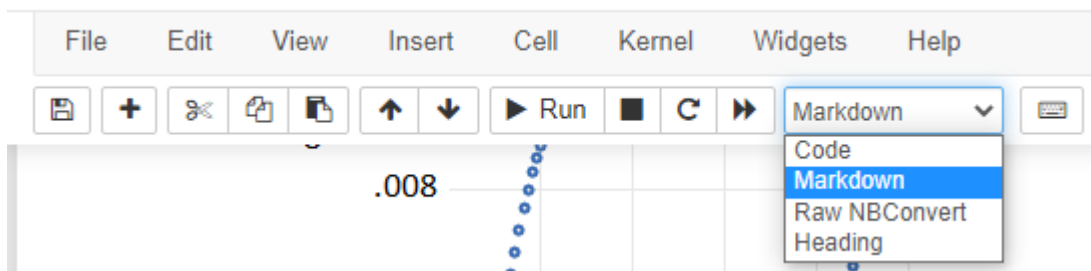 File Edit View Insert Cell Kernel Widgets Help
Run Markdown
Code
.008
Markdown
Raw NBConvert
Heading